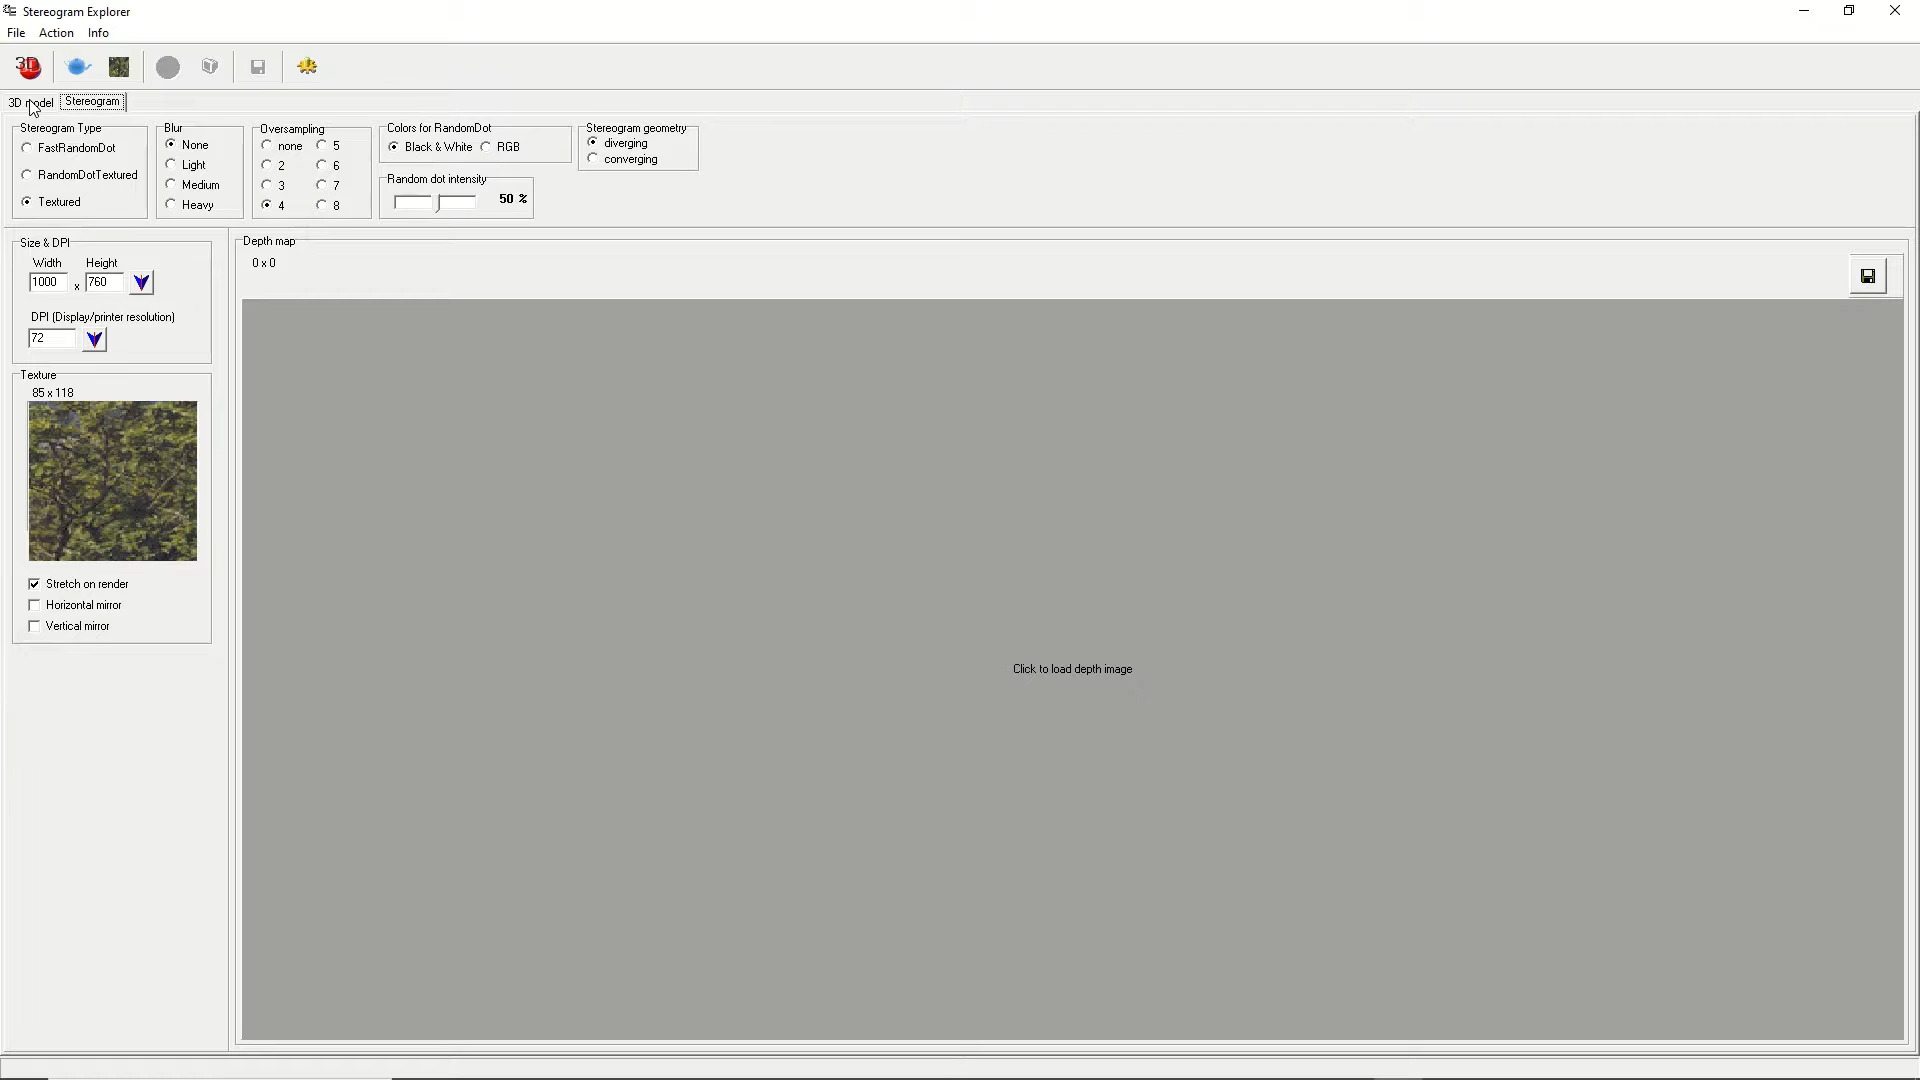 Stereogram Explorer
File Action Info
3D
3D model Stereogram
Stereogram Type
FastRandomDot
RandomDotTextured
Textured
Blur
None
Light
Medium
Heavy
Oversampling
none 5
2 6
3 7
4 8
Colors for RandomDot
Black & White RGB
Random dot intensity
50 %
Stereogram geometry
diverging
converging
Size & DPI
Width Height
1000 x 760
DPI (Display/printer resolution)
72
Texture
85 x 118
Stretch on render
Horizontal mirror
Vertical mirror
Depth map
0 x 0
Click to load depth image